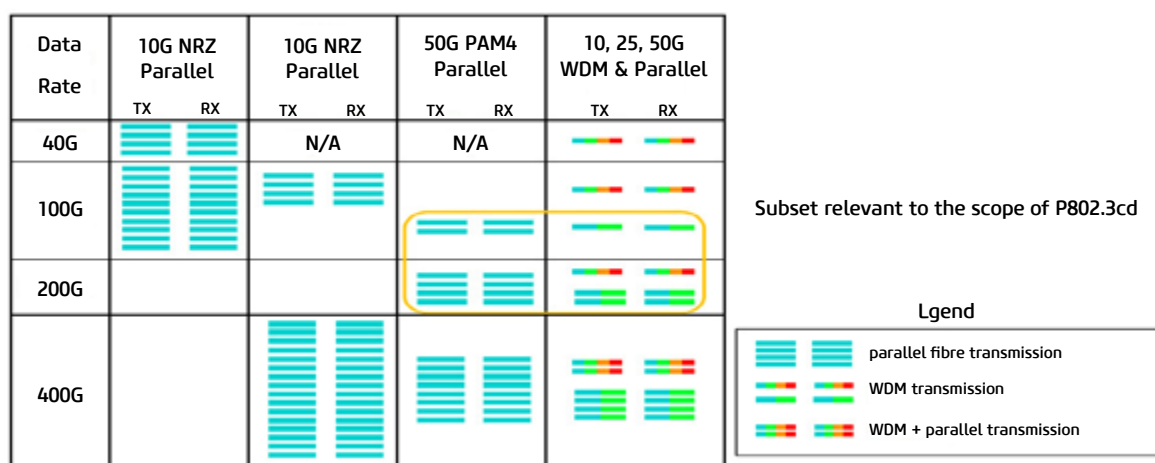 Data Rate
10G NRZ Parallel
10G NRZ Parallel
50G PAM4 Parallel
10, 25, 50G WDM & Parallel
TX RX TX RX TX RX TX RX
40G N/A N/A
100G
Subset relevant to the scope of P802.3cd
200G
400G
Lgend
parallel fibre transmission
WDM transmission
WDM + parallel transmission